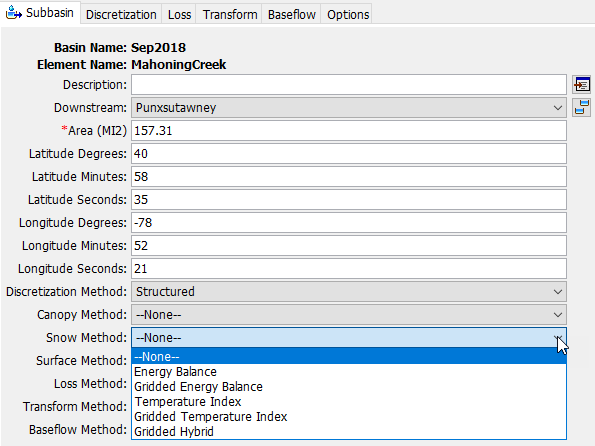 Subbasin Discretization Loss Transform Baseflow Options
Basin Name: Sep2018
Element Name: MahoningCreek
Description:
Downstream: Punxsutawney
*Area (MI2) 157.31
Latitude Degrees: 40
Latitude Minutes: 58
Latitude Seconds: 35
Longitude Degrees: -78
Longitude Minutes: 52
Longitude Seconds: 21
Discretization Method: Structured
Canopy Method: --None--
Snow Method: --None--
--None--
Surface Method:
Energy Balance
Loss Method: Gridded Energy Balance
Temperature Index
Transform Method: Gridded Temperature Index
Baseflow Method: Gridded Hybrid